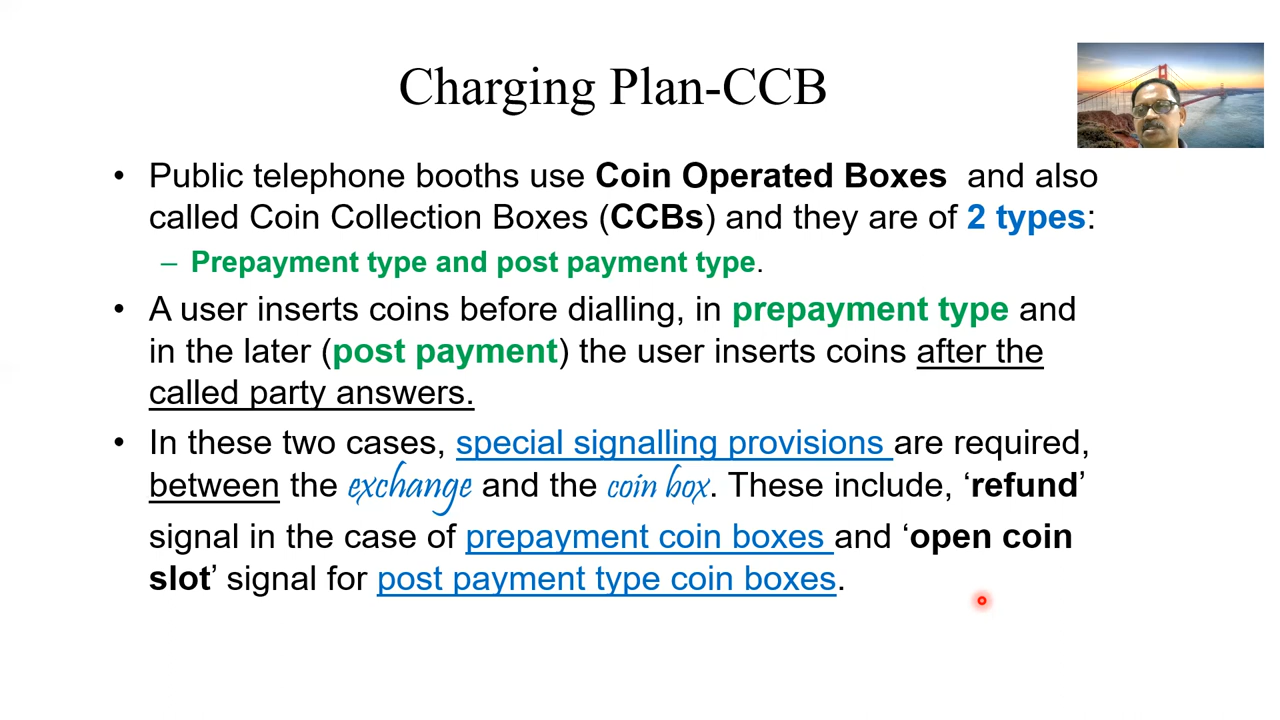 Charging Plan-CCB
• Public telephone booths use Coin Operated Boxes and also
called Coin Collection Boxes (CCBs) and they are of 2 types:
– Prepayment type and post payment type.
• A user inserts coins before dialling, in prepayment type and
in the later (post payment) the user inserts coins after the
called party answers.
• In these two cases, special signalling provisions are required,
between the exchange and the coin box. These include, ‘refund’
signal in the case of prepayment coin boxes and ‘open coin
slot’ signal for post payment type coin boxes.